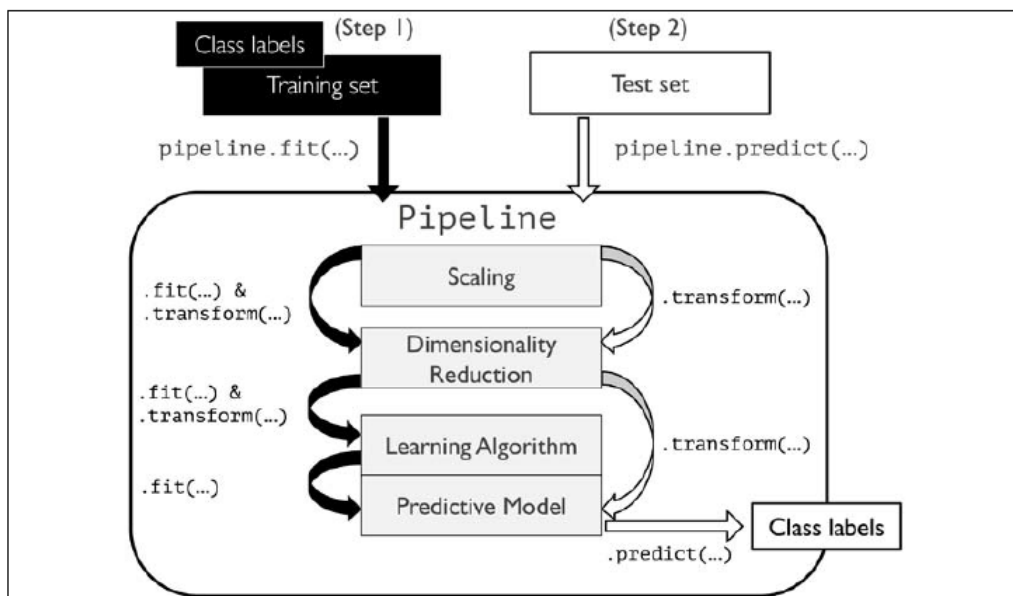 (Step 1)
(Step 2)
Class labels
Training set
Test set
pipeline.fit(…)
pipeline.predict(…)
Pipeline
Scaling
.fit(…) &
.transform(…)
.transform(…)
Dimensionality
Reduction
.fit(…) &
.transform(…)
Learning Algorithm
.transform(…)
.fit(…)
Predictive Model
Class labels
.predict(…)